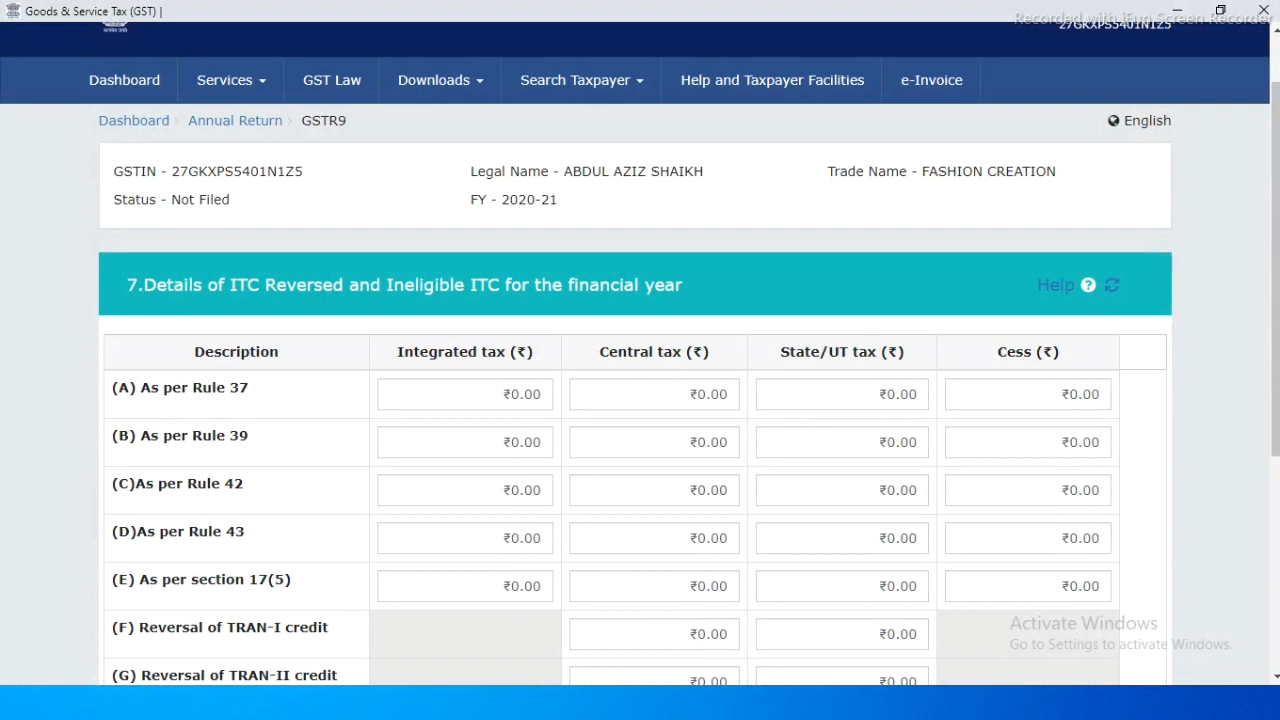 Goods & Service Tax (GST) |
Recorded with iFun Screen Recorder
27GKXPS5401N1Z5
Dashboard Services GST Law Downloads Search Taxpayer Help and Taxpayer Facilities e-Invoice
Dashboard Annual Return GSTR9 English
GSTIN - 27GKXPS5401N1Z5 Legal Name - ABDUL AZIZ SHAIKH Trade Name - FASHION CREATION
Status - Not Filed FY - 2020-21
7.Details of ITC Reversed and Ineligible ITC for the financial year Help ?
Description Integrated tax (₹) Central tax (₹) State/UT tax (₹) Cess (₹)
(A) As per Rule 37 ₹0.00 ₹0.00 ₹0.00 ₹0.00
(B) As per Rule 39 ₹0.00 ₹0.00 ₹0.00 ₹0.00
(C)As per Rule 42 ₹0.00 ₹0.00 ₹0.00 ₹0.00
(D)As per Rule 43 ₹0.00 ₹0.00 ₹0.00 ₹0.00
(E) As per section 17(5) ₹0.00 ₹0.00 ₹0.00 ₹0.00
(F) Reversal of TRAN-I credit ₹0.00 ₹0.00
(G) Reversal of TRAN-II credit ₹0.00 ₹0.00
Activate Windows
Go to Settings to activate Windows.